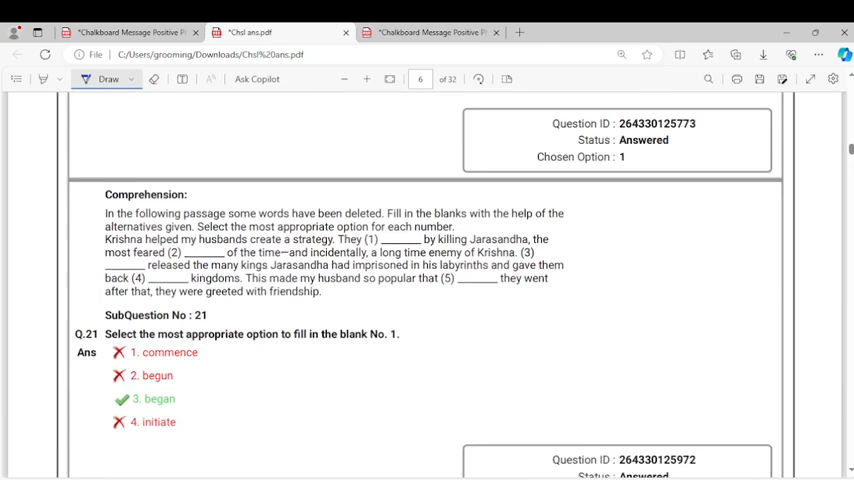 *Chalkboard Message Positive P
*Chsl ans.pdf
*Chalkboard Message Positive P
File
C:/Users/grooming/Downloads/Chsl%20ans.pdf
Draw
Ask Copilot
6 of 32
Question ID : 264330125773
Status : Answered
Chosen Option : 1
Comprehension:
In the following passage some words have been deleted. Fill in the blanks with the help of the
alternatives given. Select the most appropriate option for each number.
Krishna helped my husbands create a strategy. They (1) _______ by killing Jarasandha, the
most feared (2) _______ of the time—and incidentally, a long time enemy of Krishna. (3)
_______ released the many kings Jarasandha had imprisoned in his labyrinths and gave them
back (4) _______ kingdoms. This made my husband so popular that (5) _______ they went
after that, they were greeted with friendship.
SubQuestion No : 21
Q.21 Select the most appropriate option to fill in the blank No. 1.
Ans 1. commence
2. begun
3. began
4. initiate
Question ID : 264330125972
Status : Answered